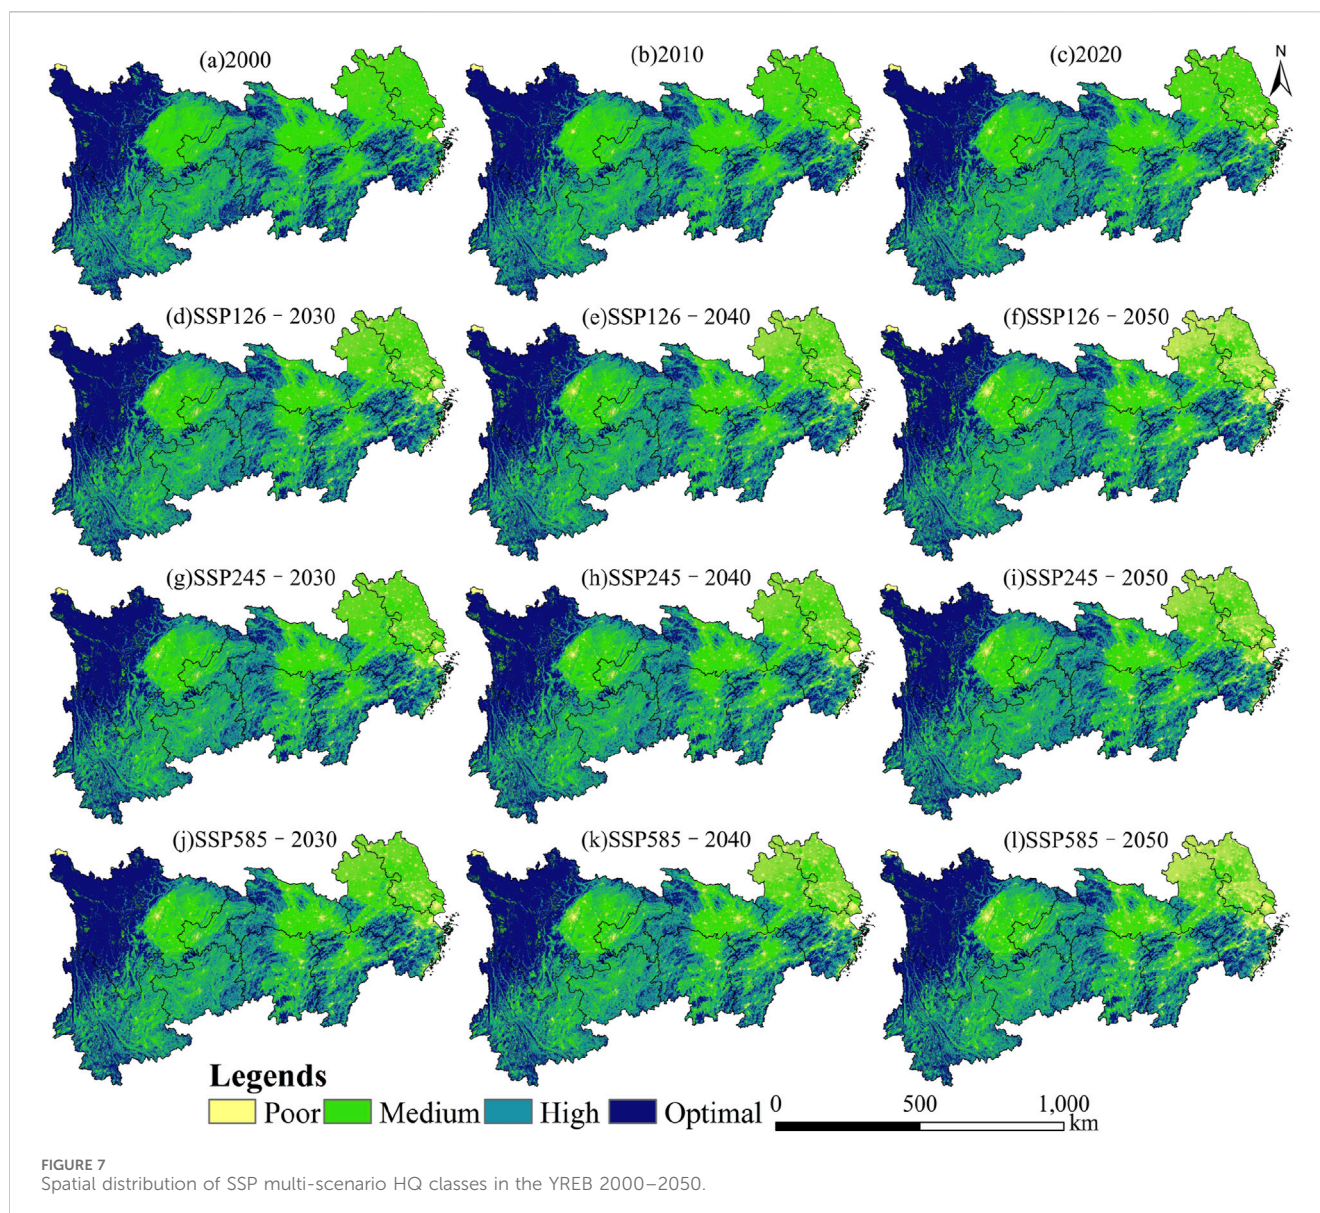 (a)2000
(b)2010
(c)2020
N
(d)SSP126－2030
(e)SSP126－2040
(f)SSP126－2050
(g)SSP245－2030
(h)SSP245－2040
(i)SSP245－2050
(j)SSP585－2030
(k)SSP585－2040
(l)SSP585－2050
Legends
Poor Medium High Optimal
0 500 1,000
km
FIGURE 7
Spatial distribution of SSP multi-scenario HQ classes in the YREB 2000–2050.